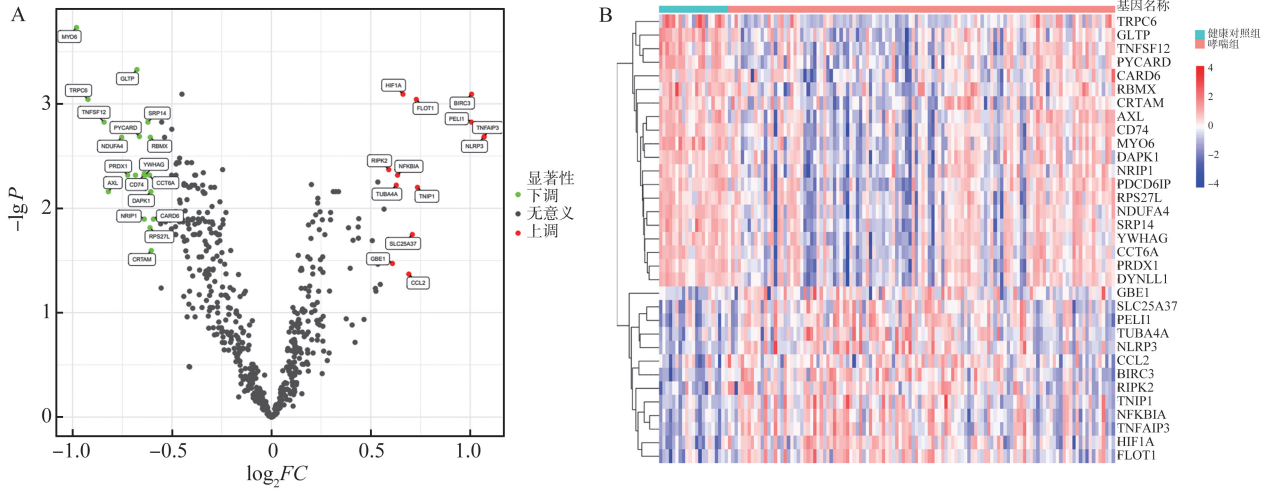 A
MYO6
GLTP
TRPC6
TNFSF12
SRP14
PYCARD
NDUFA4
RBMX
PRDX1
YWHAG
AXL
CD74
CCT6A
DAPK1
NRIP1
CARD6
RPS27L
CRTAM
HIF1A
FLOT1
BIRC3
PELI1
TNFAIP3
NLRP3
RIPK2
NFKBIA
TUBA4A
TNIP1
SLC25A37
GBE1
CCL2
3
2
1
0
−lgP
−1.0 −0.5 0 0.5 1.0
log₂FC
显著性
下调
无意义
上调
B
基因名称
TRPC6
GLTP
TNFSF12
PYCARD
CARD6
RBMX
CRTAM
AXL
CD74
MYO6
DAPK1
NRIP1
PDCD6IP
RPS27L
NDUFA4
SRP14
YWHAG
CCT6A
PRDX1
DYNLL1
GBE1
SLC25A37
PELI1
TUBA4A
NLRP3
CCL2
BIRC3
RIPK2
TNIP1
NFKBIA
TNFAIP3
HIF1A
FLOT1
健康对照组
哮喘组
4
2
0
−2
−4